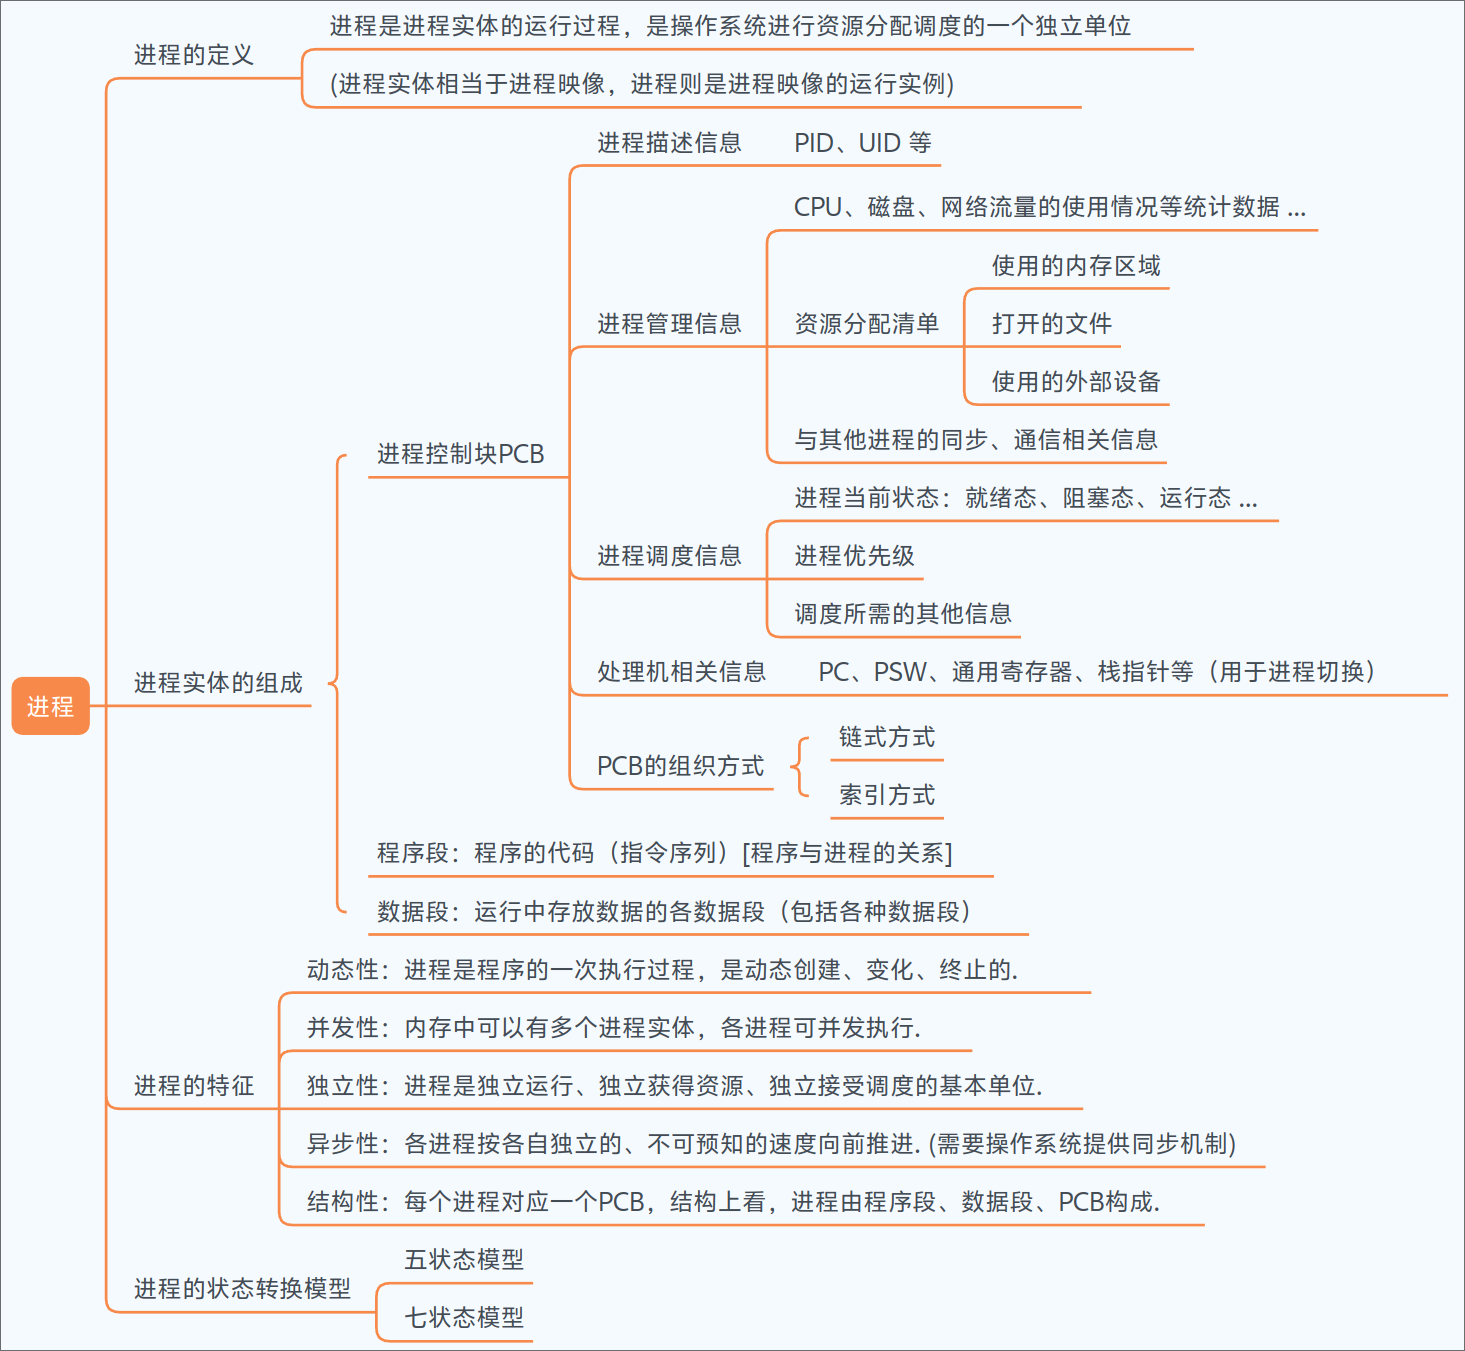 进程是进程实体的运行过程，是操作系统进行资源分配调度的一个独立单位
进程的定义
(进程实体相当于进程映像，进程则是进程映像的运行实例)
进程描述信息 PID、UID 等
CPU、磁盘、网络流量的使用情况等统计数据 ...
使用的内存区域
进程管理信息 资源分配清单 打开的文件
使用的外部设备
与其他进程的同步、通信相关信息
进程控制块PCB
进程当前状态：就绪态、阻塞态、运行态 ...
进程调度信息 进程优先级
调度所需的其他信息
处理机相关信息 PC、PSW、通用寄存器、栈指针等（用于进程切换）
进程实体的组成
进程
链式方式
PCB的组织方式
索引方式
程序段：程序的代码（指令序列）[程序与进程的关系]
数据段：运行中存放数据的各数据段（包括各种数据段）
动态性：进程是程序的一次执行过程，是动态创建、变化、终止的.
并发性：内存中可以有多个进程实体，各进程可并发执行.
进程的特征 独立性：进程是独立运行、独立获得资源、独立接受调度的基本单位.
异步性：各进程按各自独立的、不可预知的速度向前推进. (需要操作系统提供同步机制)
结构性：每个进程对应一个PCB，结构上看，进程由程序段、数据段、PCB构成.
五状态模型
进程的状态转换模型
七状态模型